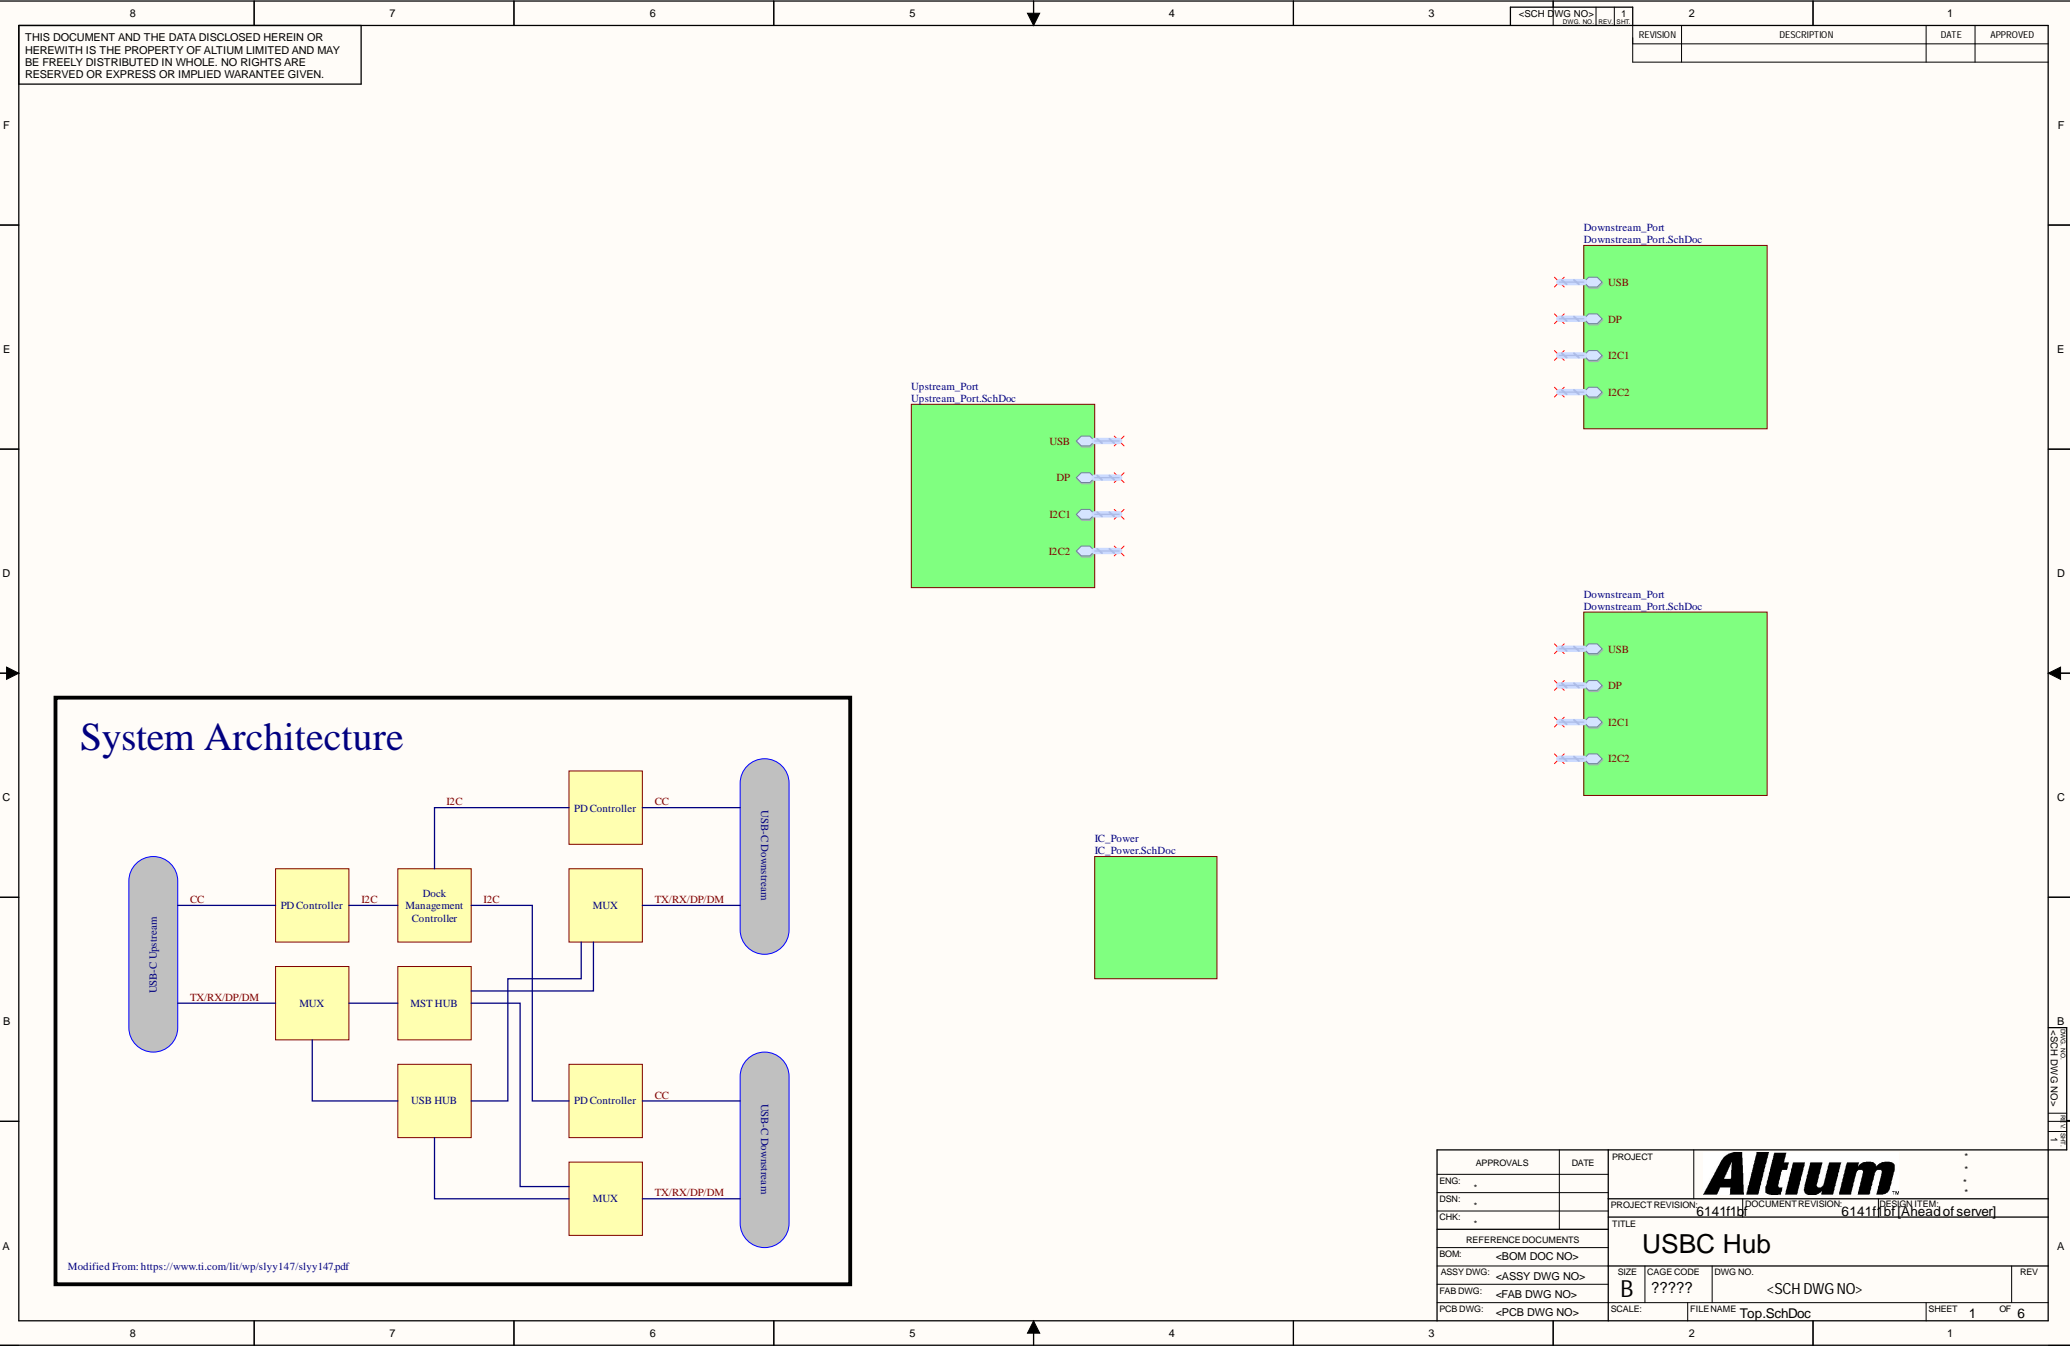 8
7
6
5
4
3
2
1
<SCH DWG NO>
1
DWG. NO.
REV.
SHT.
THIS DOCUMENT AND THE DATA DISCLOSED HEREIN OR
HEREWITH IS THE PROPERTY OF ALTIUM LIMITED AND MAY
BE FREELY DISTRIBUTED IN WHOLE. NO RIGHTS ARE
RESERVED OR EXPRESS OR IMPLIED WARANTEE GIVEN.
REVISION
DESCRIPTION
DATE
APPROVED
F
F
E
E
D
D
C
C
B
B
A
A
Downstream_Port
Downstream_Port.SchDoc
USB
DP
I2C1
I2C2
Upstream_Port
Upstream_Port.SchDoc
USB
DP
I2C1
I2C2
Downstream_Port
Downstream_Port.SchDoc
USB
DP
I2C1
I2C2
IC_Power
IC_Power.SchDoc
System Architecture
I2C
PD Controller
CC
USB-C Downstream
USB-C Upstream
CC
PD Controller
I2C
Dock
Management
Controller
I2C
MUX
TX/RX/DP/DM
TX/RX/DP/DM
MUX
MST HUB
USB HUB
PD Controller
CC
USB-C Downstream
MUX
TX/RX/DP/DM
Modified From: https://www.ti.com/lit/wp/slyy147/slyy147.pdf
DWG. NO.
<SCH DWG NO>
REV.
SHT.
1
APPROVALS
DATE
ENG:
*
DSN:
*
CHK:
*
REFERENCE DOCUMENTS
BOM:
<BOM DOC NO>
ASSY DWG:
<ASSY DWG NO>
FAB DWG:
<FAB DWG NO>
PCB DWG:
<PCB DWG NO>
PROJECT
Altium
TM
*
*
*
*
PROJECT REVISION:
6141f1bf
DOCUMENT REVISION:
6141f1bf [Ahead of server]
DESIGN ITEM:
TITLE
USBC Hub
SIZE
B
CAGE CODE
?????
DWG NO.
<SCH DWG NO>
REV
SCALE:
FILE NAME
Top.SchDoc
SHEET
1
OF
6
8
7
6
5
4
3
2
1